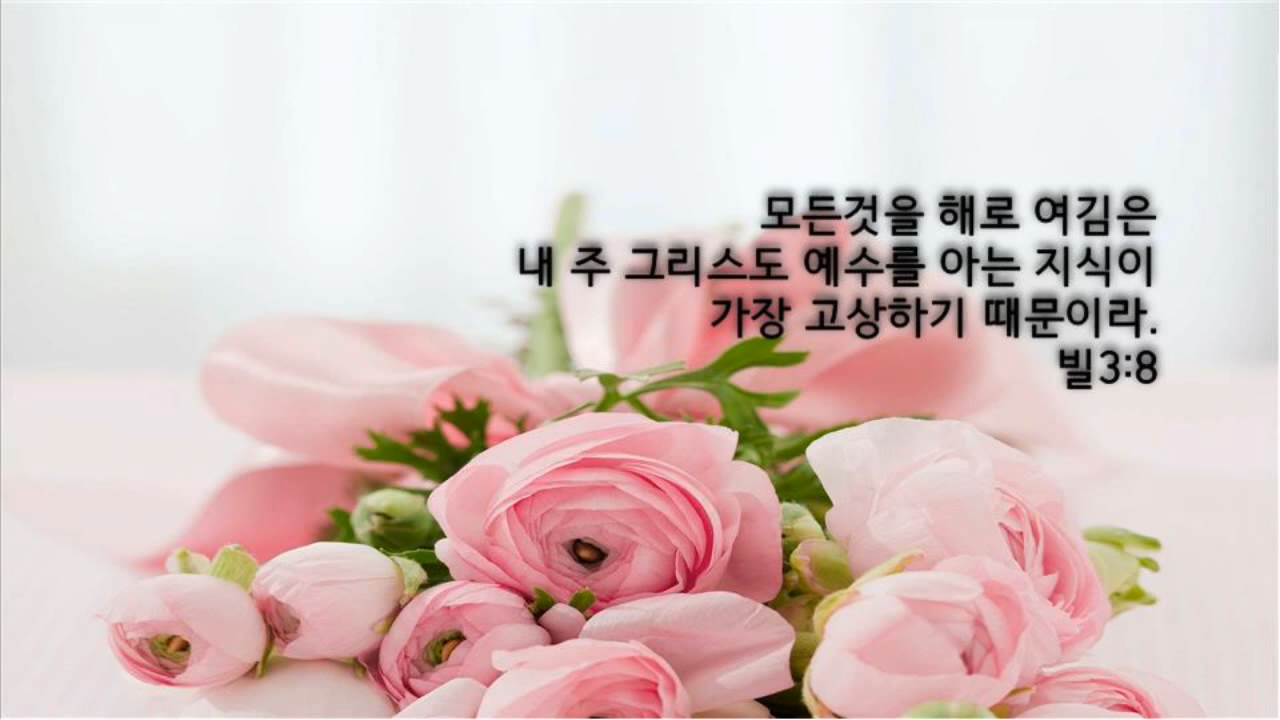 모든것을 해로 여김은
내 주 그리스도 예수를 아는 지식이
가장 고상하기 때문이라.
빌3:8